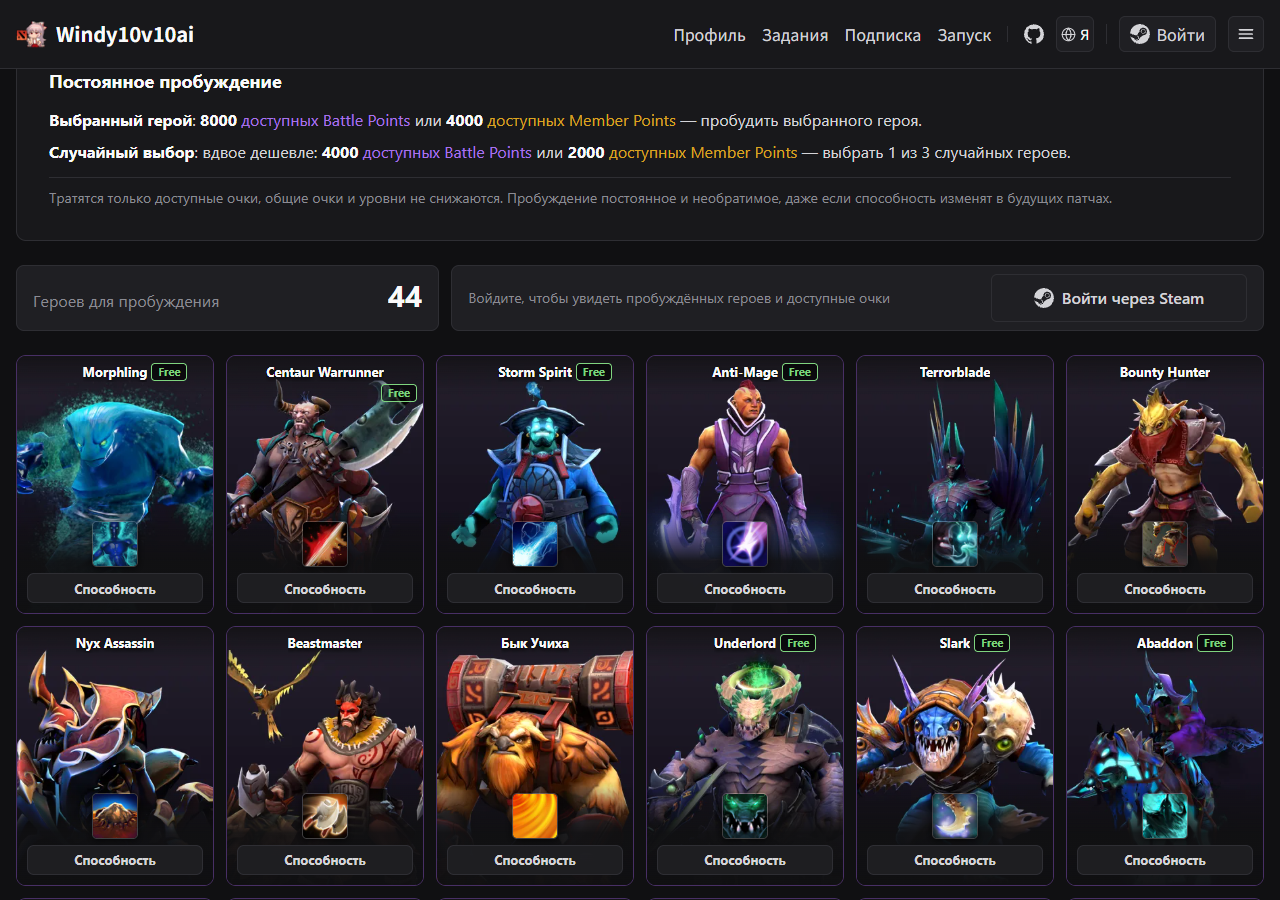 Windy10v10ai
Профиль Задания Подписка Запуск Я Войти
Постоянное пробуждение
Выбранный герой: 8000 доступных Battle Points или 4000 доступных Member Points — пробудить выбранного героя.
Случайный выбор: вдвое дешевле: 4000 доступных Battle Points или 2000 доступных Member Points — выбрать 1 из 3 случайных героев.
Тратятся только доступные очки, общие очки и уровни не снижаются. Пробуждение постоянное и необратимое, даже если способность изменят в будущих патчах.
Героев для пробуждения 44
Войдите, чтобы увидеть пробуждённых героев и доступные очки
Войти через Steam
Morphling Free
Способность
Centaur Warrunner
Free
Способность
Storm Spirit Free
Способность
Anti-Mage Free
Способность
Terrorblade
Способность
Bounty Hunter
Способность
Nyx Assassin
Способность
Beastmaster
Способность
Бык Учиха
Способность
Underlord Free
Способность
Slark Free
Способность
Abaddon Free
Способность